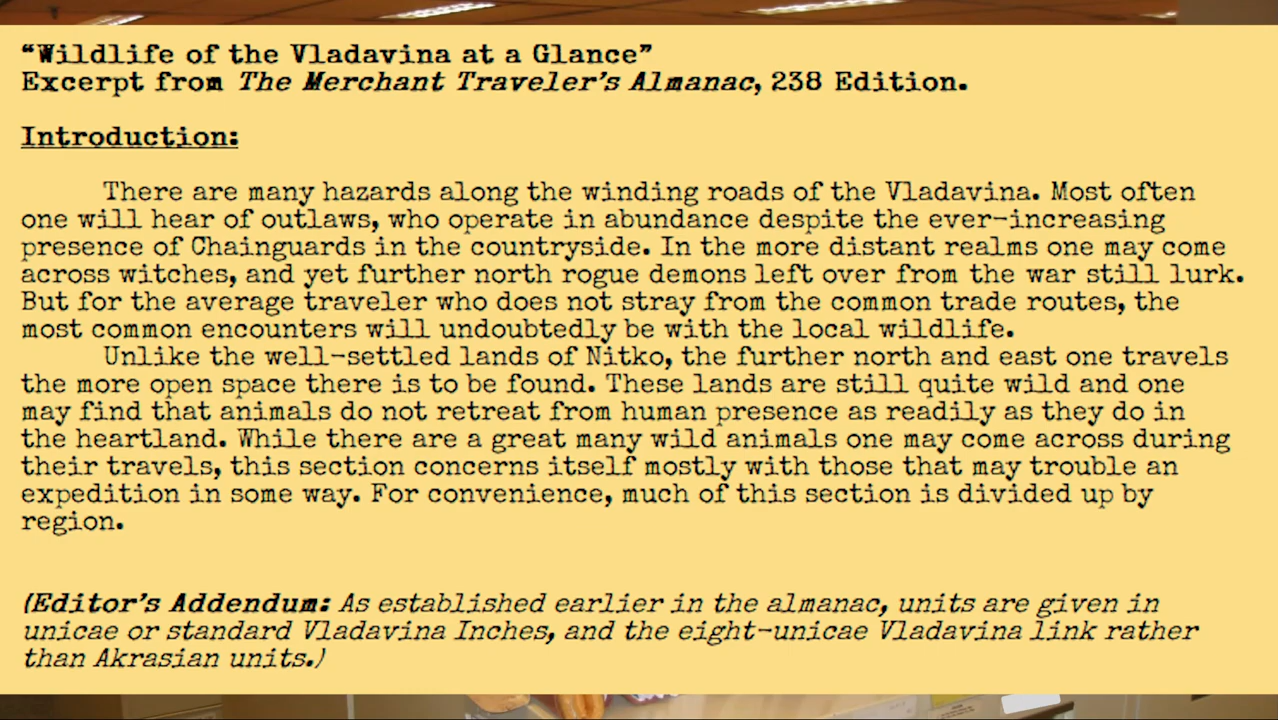 “Wildlife of the Vladavina at a Glance”
Excerpt from The Merchant Traveler’s Almanac, 238 Edition.
Introduction:
There are many hazards along the winding roads of the Vladavina. Most often
one will hear of outlaws, who operate in abundance despite the ever-increasing
presence of Chainguards in the countryside. In the more distant realms one may come
across witches, and yet further north rogue demons left over from the war still lurk.
But for the average traveler who does not stray from the common trade routes, the
most common encounters will undoubtedly be with the local wildlife.
Unlike the well-settled lands of Nitko, the further north and east one travels
the more open space there is to be found. These lands are still quite wild and one
may find that animals do not retreat from human presence as readily as they do in
the heartland. While there are a great many wild animals one may come across during
their travels, this section concerns itself mostly with those that may trouble an
expedition in some way. For convenience, much of this section is divided up by
region.
(Editor’s Addendum: As established earlier in the almanac, units are given in
unicae or standard Vladavina Inches, and the eight-unicae Vladavina link rather
than Akrasian units.)